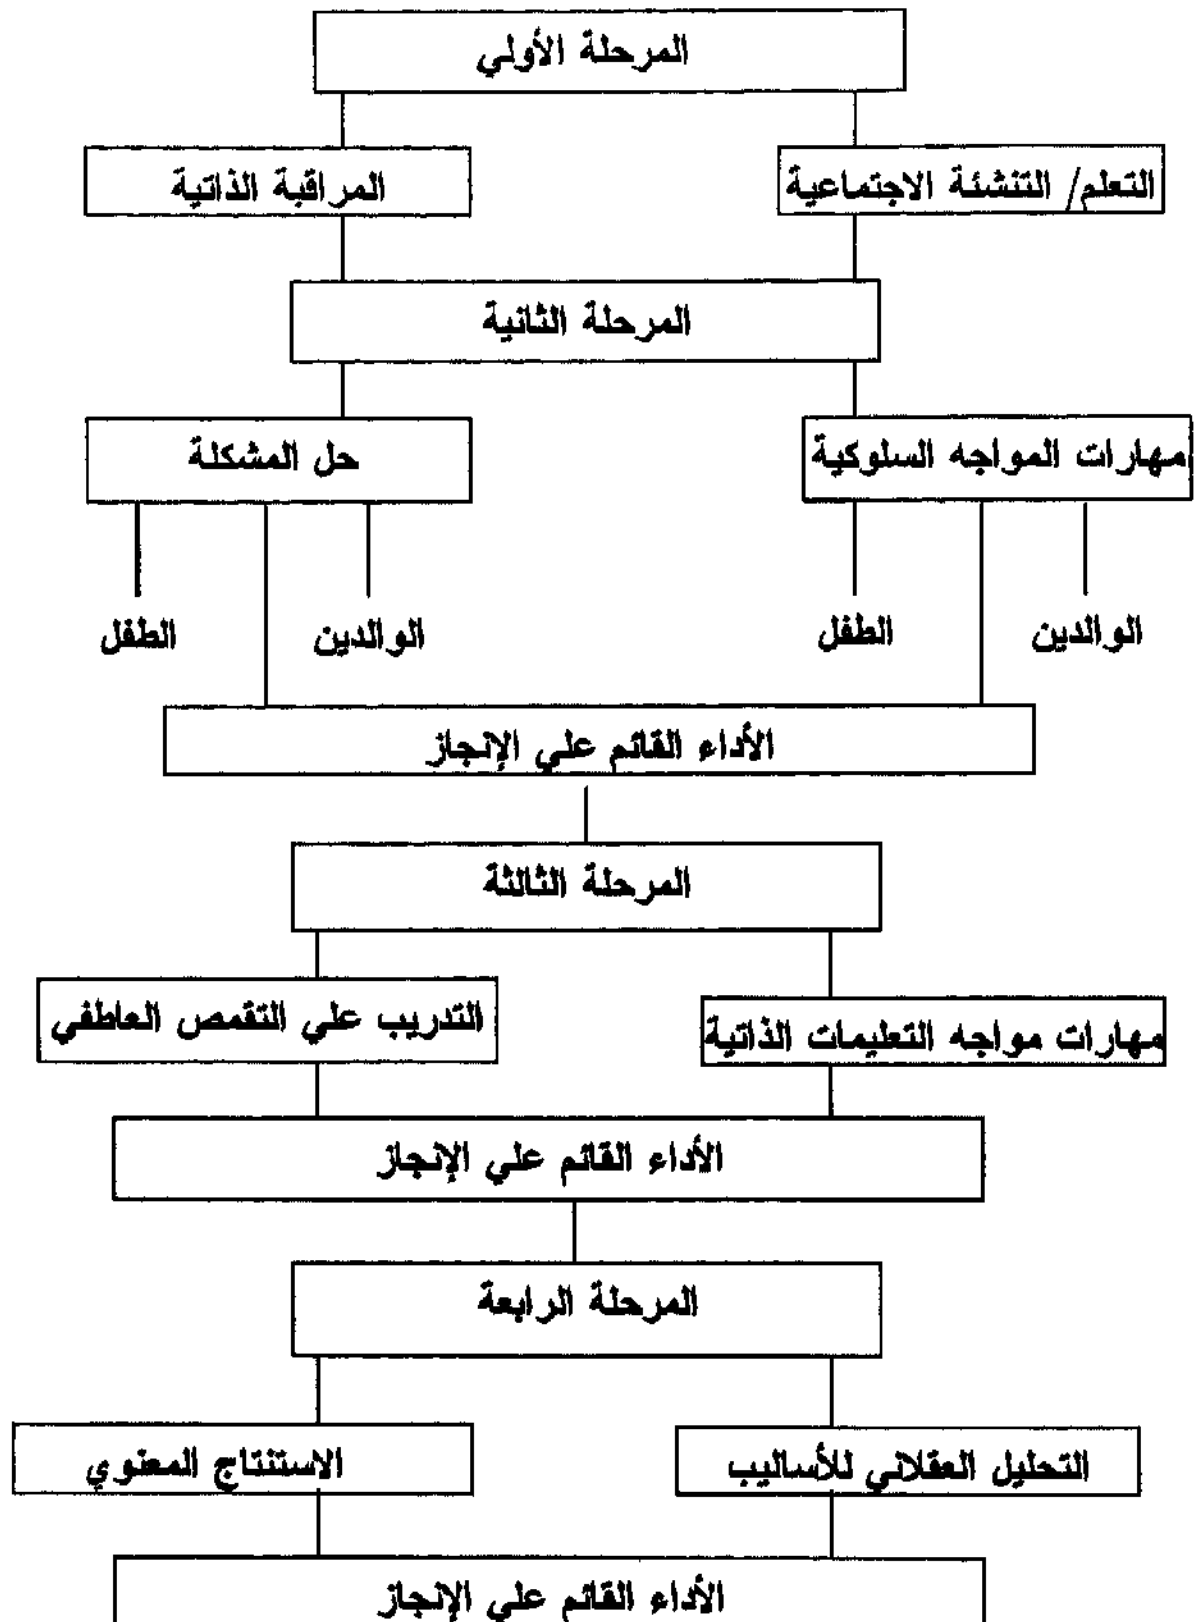 المرحلة الأولي
التعلم/ التنشئة الاجتماعية
المراقبة الذاتية
المرحلة الثانية
مهارات المواجه السلوكية
حل المشكلة
الوالدين
الطفل
الوالدين
الطفل
الأداء القائم علي الإنجاز
المرحلة الثالثة
مهارات مواجه التعليمات الذاتية
التدريب علي التقمص العاطفي
الأداء القائم علي الإنجاز
المرحلة الرابعة
التحليل العقلاني للأساليب
الاستنتاج المعنوي
الأداء القائم علي الإنجاز